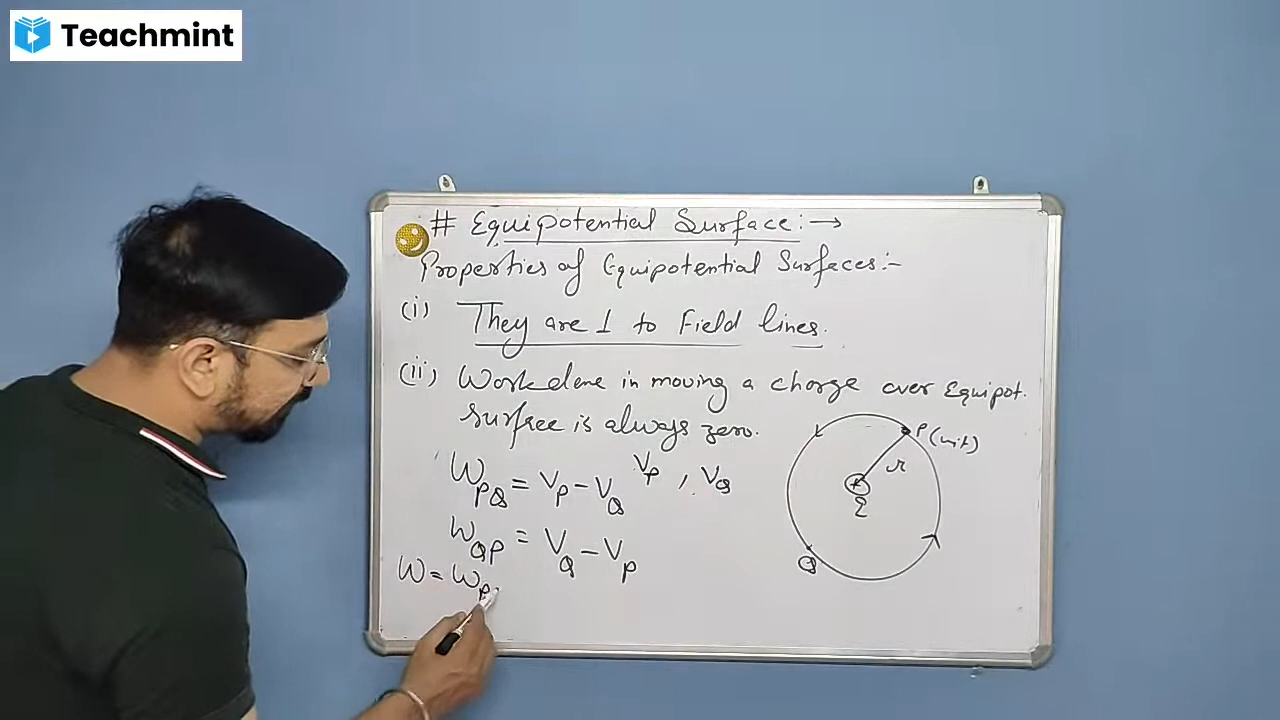 Teachmint
# Equipotential Surface:→
Properties of Equipotential Surfaces:-
(i) They are ⊥ to Field lines.
(ii) Work done in moving a charge over Equipot.
Surface is always zero.
P (unit)
r
+
Q
W_PQ = V_P - V_Q V_P , V_Q
W_QP = V_Q - V_P
W = W_P